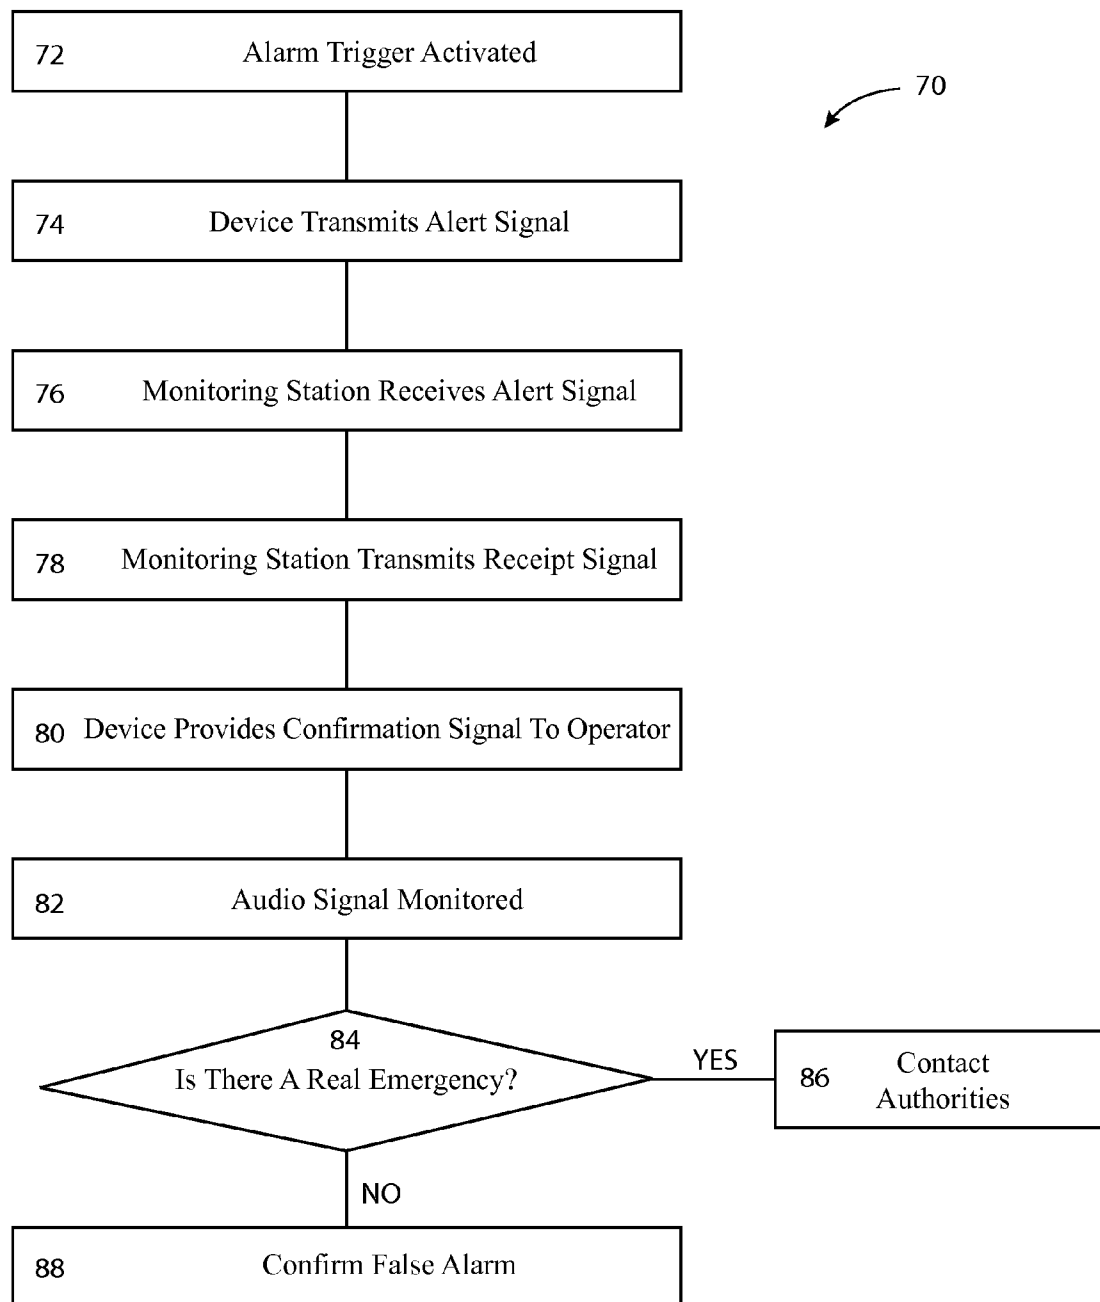 72 Alarm Trigger Activated
70
74 Device Transmits Alert Signal
76 Monitoring Station Receives Alert Signal
78 Monitoring Station Transmits Receipt Signal
80 Device Provides Confirmation Signal To Operator
82 Audio Signal Monitored
84
Is There A Real Emergency?
YES
86 Contact
Authorities
NO
88 Confirm False Alarm